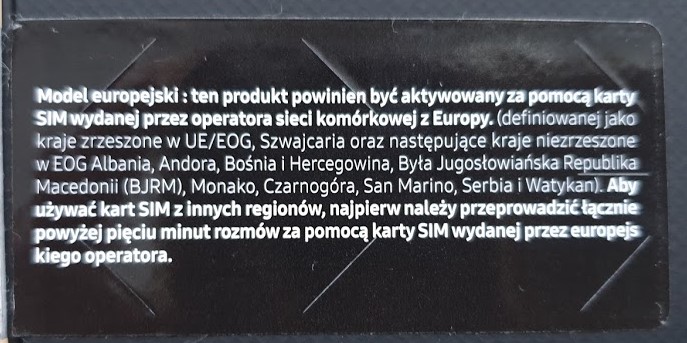 Model europejski : ten produkt powinien być aktywowany za pomocą karty
SIM wydanej przez operatora sieci komórkowej z Europy. (definiowanej jako
kraje zrzeszone w UE/EOG, Szwajcaria oraz następujące kraje niezrzeszone
w EOG Albania, Andora, Bośnia i Hercegowina, Była Jugosłowiańska Republika
Macedonii (BJRM), Monako, Czarnogóra, San Marino, Serbia i Watykan). Aby
używać kart SIM z innych regionów, najpierw należy przeprowadzić łącznie
powyżej pięciu minut rozmów za pomocą karty SIM wydanej przez europejs
kiego operatora.